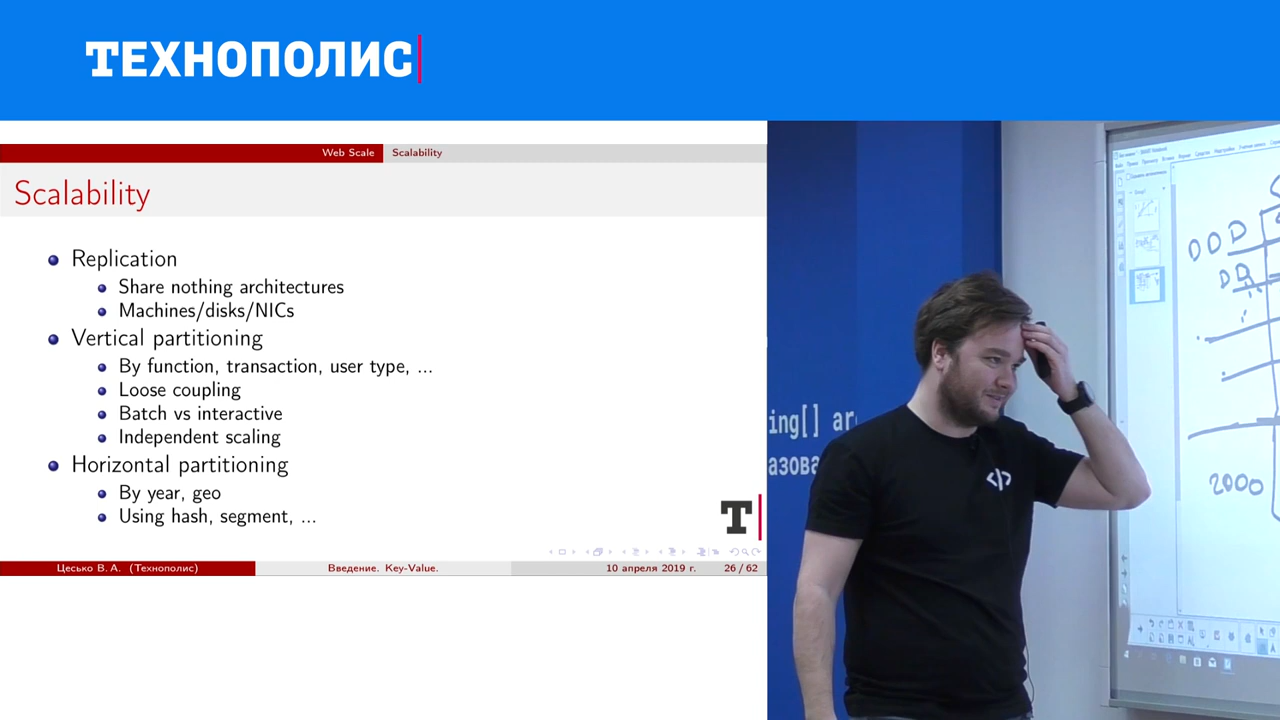 ТЕХНОПОЛИС
Web Scale
Scalability
Scalability
Replication
Share nothing architectures
Machines/disks/NICs
Vertical partitioning
By function, transaction, user type, ...
Loose coupling
Batch vs interactive
Independent scaling
Horizontal partitioning
By year, geo
Using hash, segment, ...
T
Цесько В. А. (Технополис)
Введение. Key-Value.
10 апреля 2019 г.
26 / 62
ing[] ar
азова
</>
2000